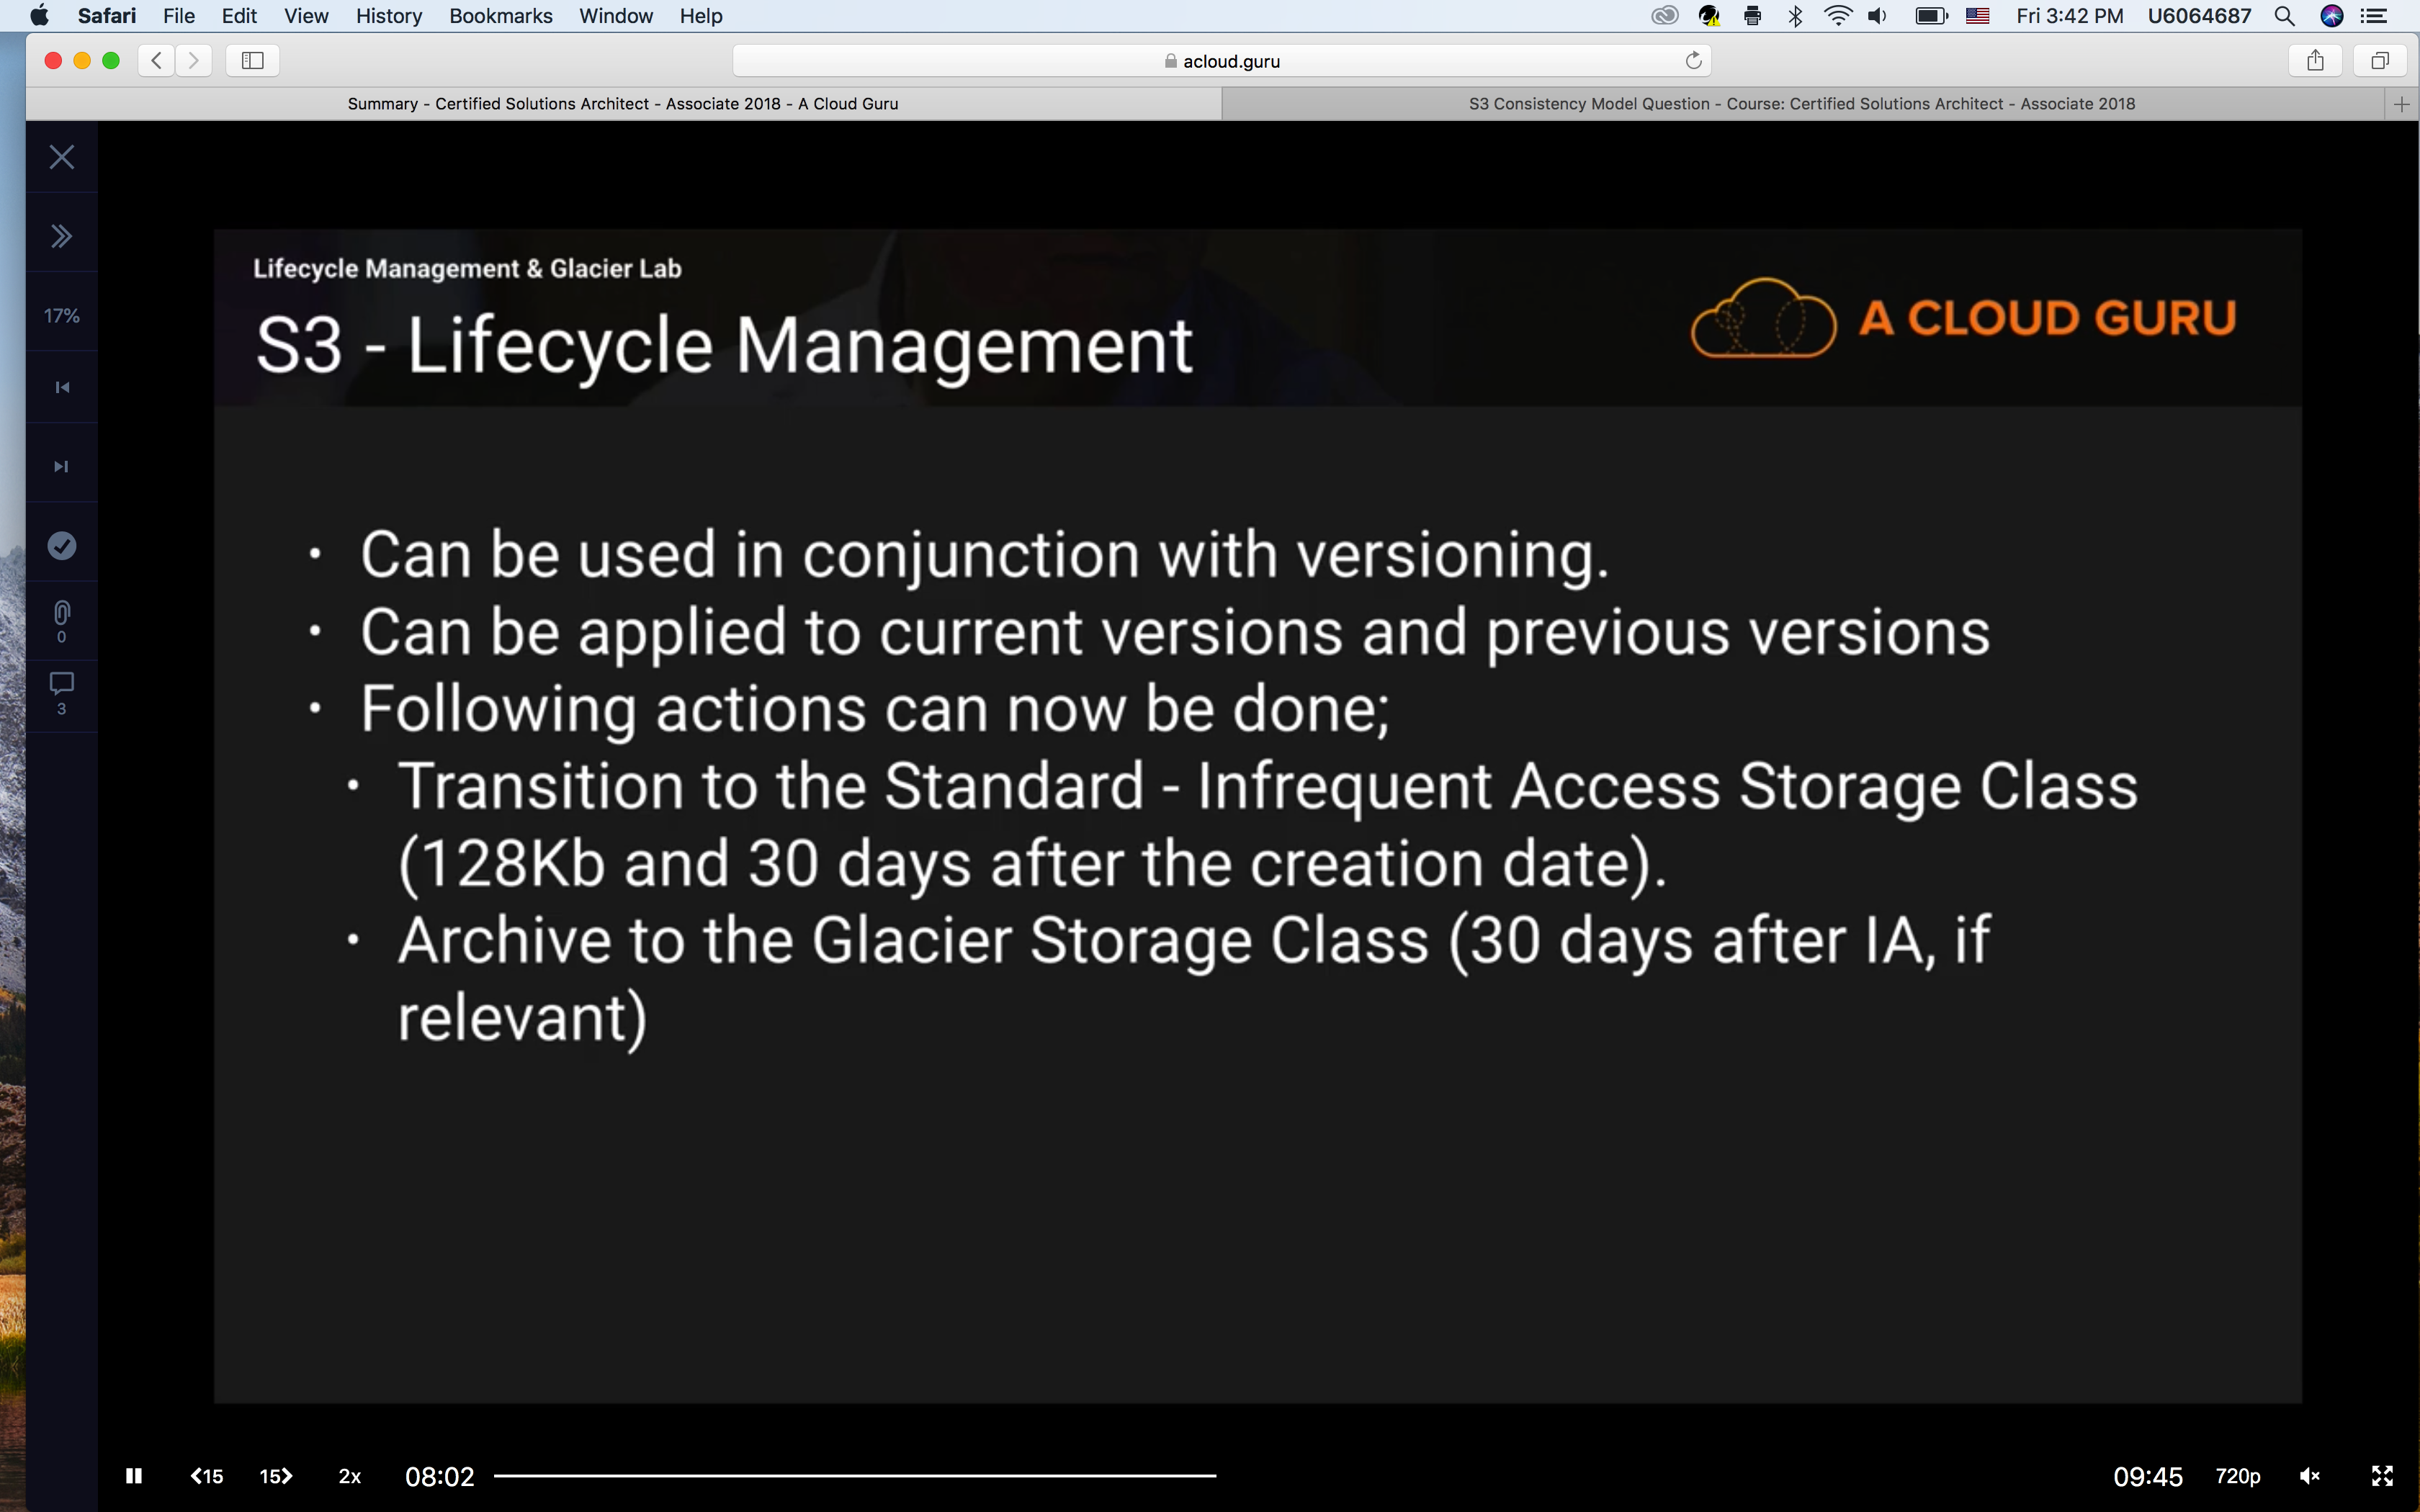 Safari File Edit View History Bookmarks Window Help Fri 3:42 PM U6064687
acloud.guru
Summary - Certified Solutions Architect - Associate 2018 - A Cloud Guru S3 Consistency Model Question - Course: Certified Solutions Architect - Associate 2018
17%
0
3
Lifecycle Management & Glacier Lab
S3 - Lifecycle Management
A CLOUD GURU
• Can be used in conjunction with versioning.
• Can be applied to current versions and previous versions
• Following actions can now be done;
• Transition to the Standard - Infrequent Access Storage Class
(128Kb and 30 days after the creation date).
• Archive to the Glacier Storage Class (30 days after IA, if
relevant)
15 15 2x 08:02 09:45 720p